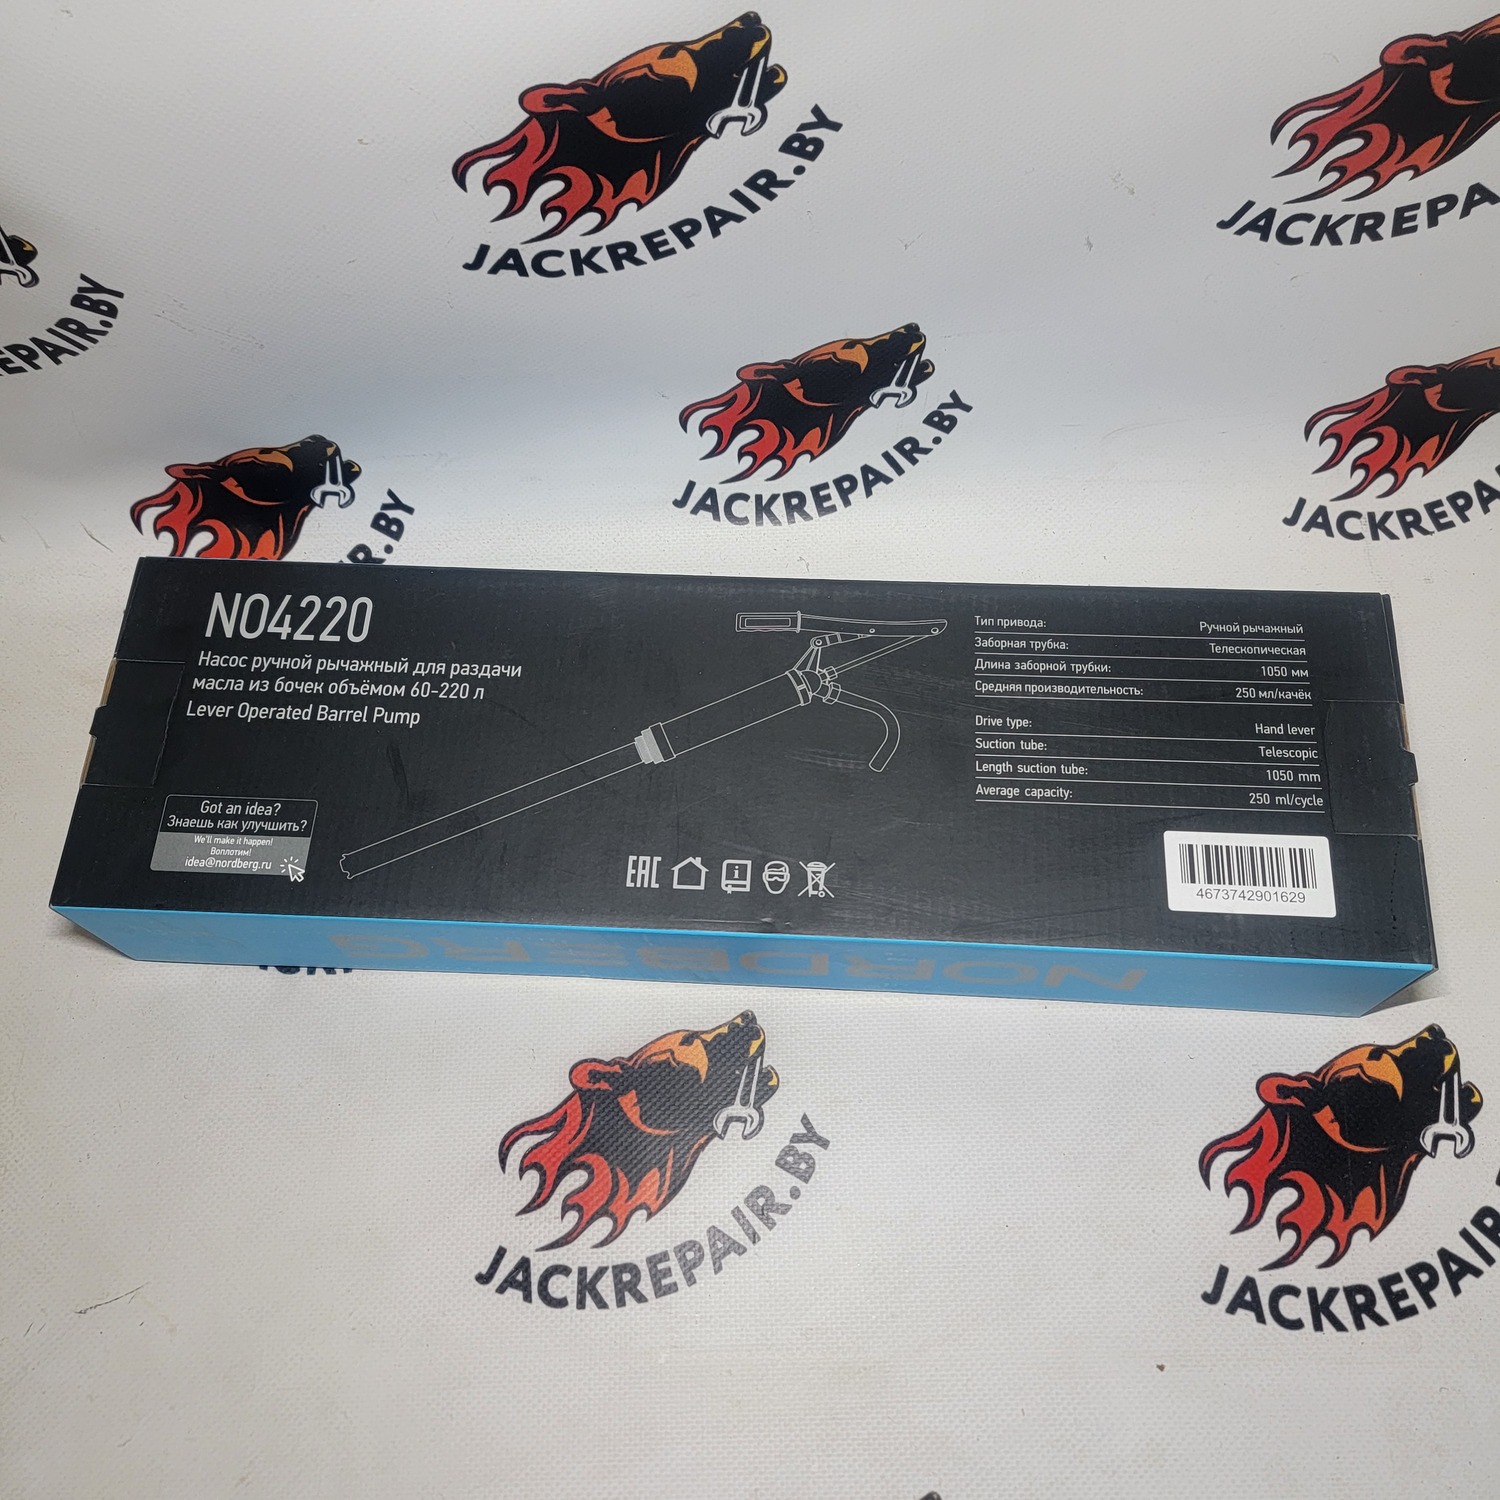 JACKREPAIR.BY
JACKREPA
EPAIR.BY
JACKREPAIR.BY
JACKREPA
R.BY
NO4220
Насос ручной рычажный для раздачи
масла из бочек объёмом 60-220 л
Lever Operated Barrel Pump
Тип привода: Ручной рычажный
Заборная трубка: Телескопическая
Длина заборной трубки: 1050 мм
Средняя производительность: 250 мл/качёк
Drive type: Hand lever
Suction tube: Telescopic
Length suction tube: 1050 mm
Average capacity: 250 ml/cycle
Got an idea?
Знаешь как улучшить?
We'll make it happen!
Воплотим!
idea@nordberg.ru
EAC
4673742901629
NORDBERG
JACKREPAIR.BY
JACKREPAIR